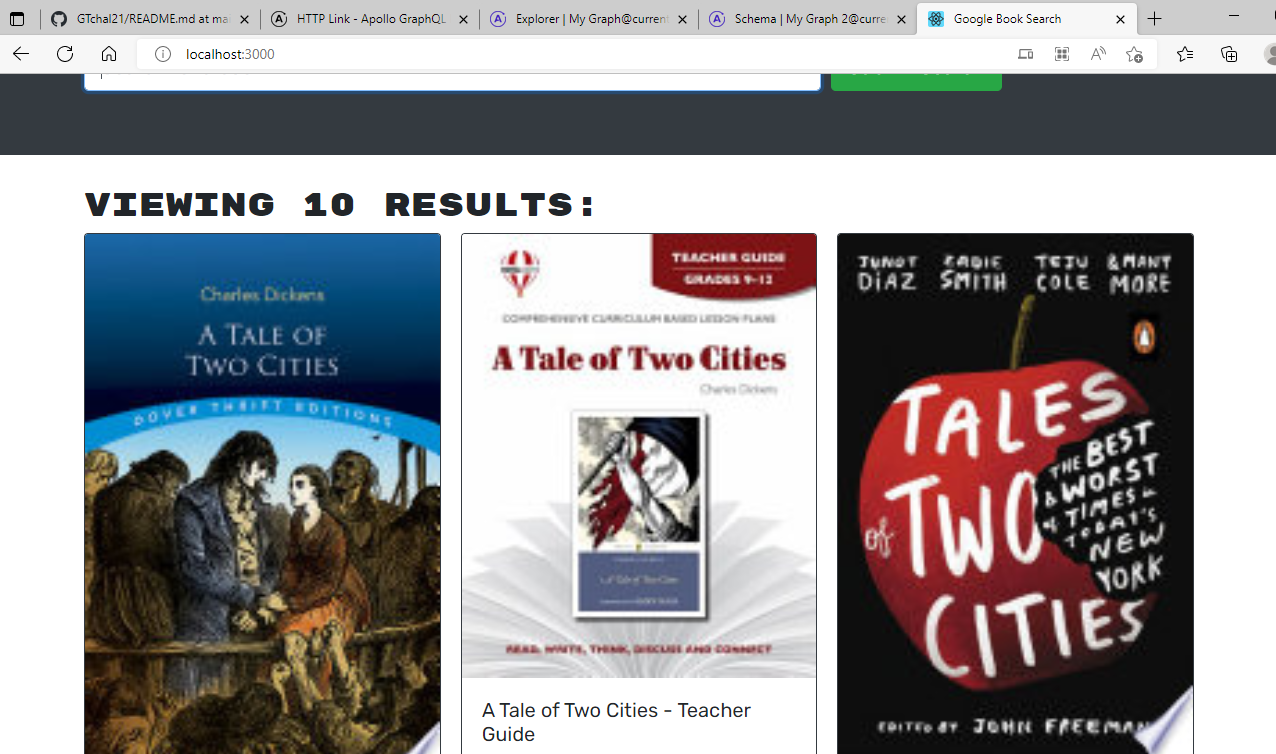 GTchal21/README.md at ma
HTTP Link - Apollo GraphQL
Explorer | My Graph@current
Schema | My Graph 2@curre
Google Book Search
localhost:3000
VIEWING 10 RESULTS:
Charles Dickens
A TALE OF
TWO CITIES
DOVER THRIFT EDITIONS
TEACHER GUIDE
GRADES 9-12
COMPREHENSIVE CURRICULUM BASED LESSON PLANS
A Tale of Two Cities
Charles Dickens
A Tale of Two Cities
READ, WRITE, THINK, DISCUSS AND CONNECT
A Tale of Two Cities - Teacher
Guide
JUNOT DÍAZ
ZADIE SMITH
TEJU COLE
& MANY MORE
TALES
of TWO
CITIES
THE BEST
& WORST
of TIMES in
TODAY'S
NEW
YORK
EDITED BY JOHN FREEMAN